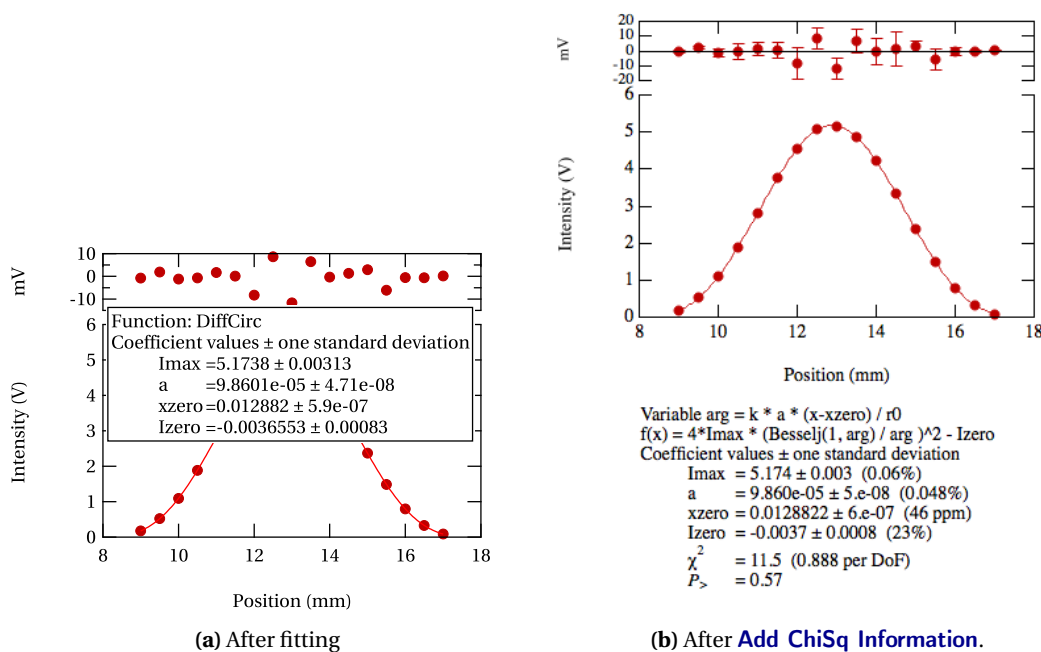 mV
10
0
-10
Function: DiffCirc
Coefficient values ± one standard deviation
Imax =5.1738 ± 0.00313
a =9.8601e-05 ± 4.71e-08
xzero=0.012882 ± 5.9e-07
Izero=-0.0036553 ± 0.00083
Intensity (V)
6
5
4
3
2
1
0
8 10 12 14 16 18
Position (mm)
(a) After fitting
mV
20
10
0
-10
-20
Intensity (V)
6
5
4
3
2
1
0
8 10 12 14 16 18
Position (mm)
Variable arg = k * a * (x-xzero) / r0
f(x) = 4*Imax * (Besselj(1, arg) / arg )^2 - Izero
Coefficient values ± one standard deviation
Imax = 5.174 ± 0.003 (0.06%)
a = 9.860e-05 ± 5.e-08 (0.048%)
xzero = 0.0128822 ± 6.e-07 (46 ppm)
Izero = -0.0037 ± 0.0008 (23%)
χ² = 11.5 (0.888 per DoF)
P> = 0.57
(b) After Add ChiSq Information.